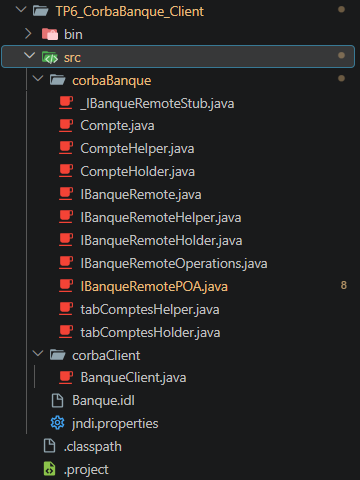 TP6_CorbaBanque_Client
bin
src
corbaBanque
_IBanqueRemoteStub.java
Compte.java
CompteHelper.java
CompteHolder.java
IBanqueRemote.java
IBanqueRemoteHelper.java
IBanqueRemoteHolder.java
IBanqueRemoteOperations.java
IBanqueRemotePOA.java 8
tabComptesHelper.java
tabComptesHolder.java
corbaClient
BanqueClient.java
Banque.idl
jndi.properties
.classpath
.project